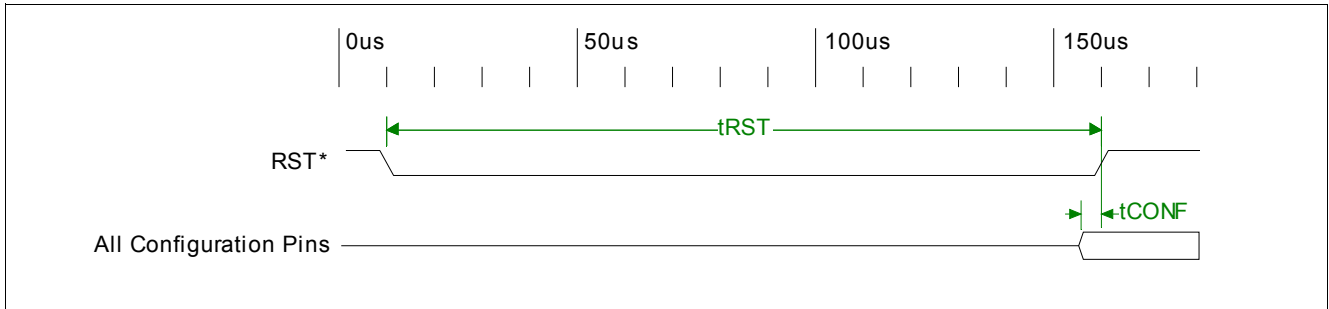 0us 50us 100us 150us
tRST
RST*
tCONF
All Configuration Pins